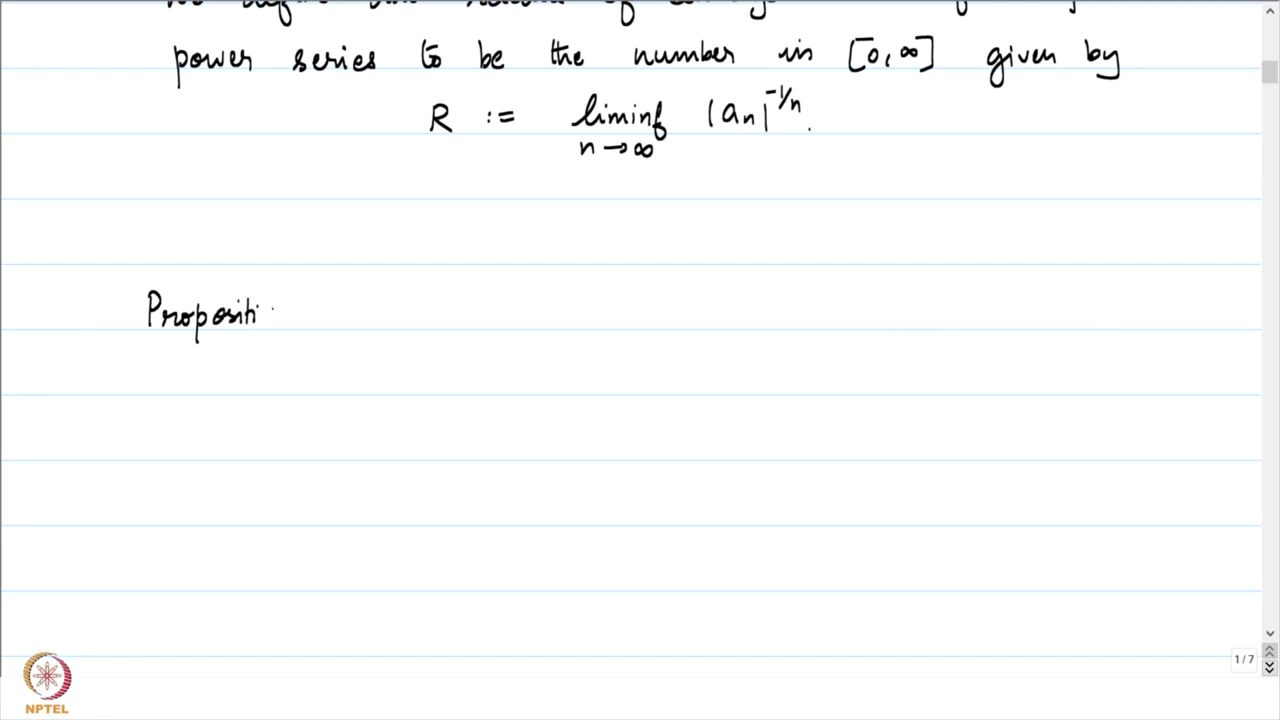 power series to be the number in [0, ∞] given by
R := liminf |aₙ|^{-1/n}.
n → ∞
Propositi
1 / 7
NPTEL